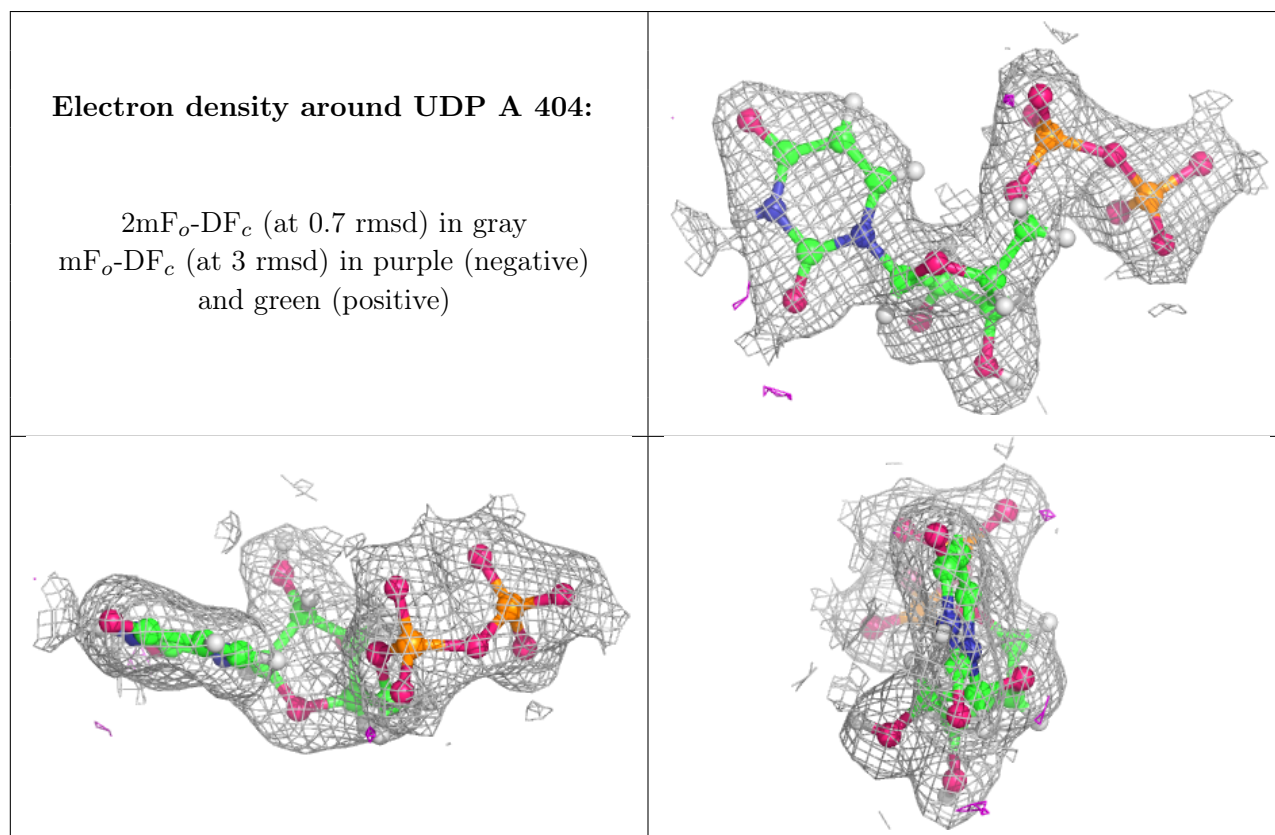 Electron density around UDP A 404:
2mFₒ-DF𝒸 (at 0.7 rmsd) in gray
mFₒ-DF𝒸 (at 3 rmsd) in purple (negative)
and green (positive)